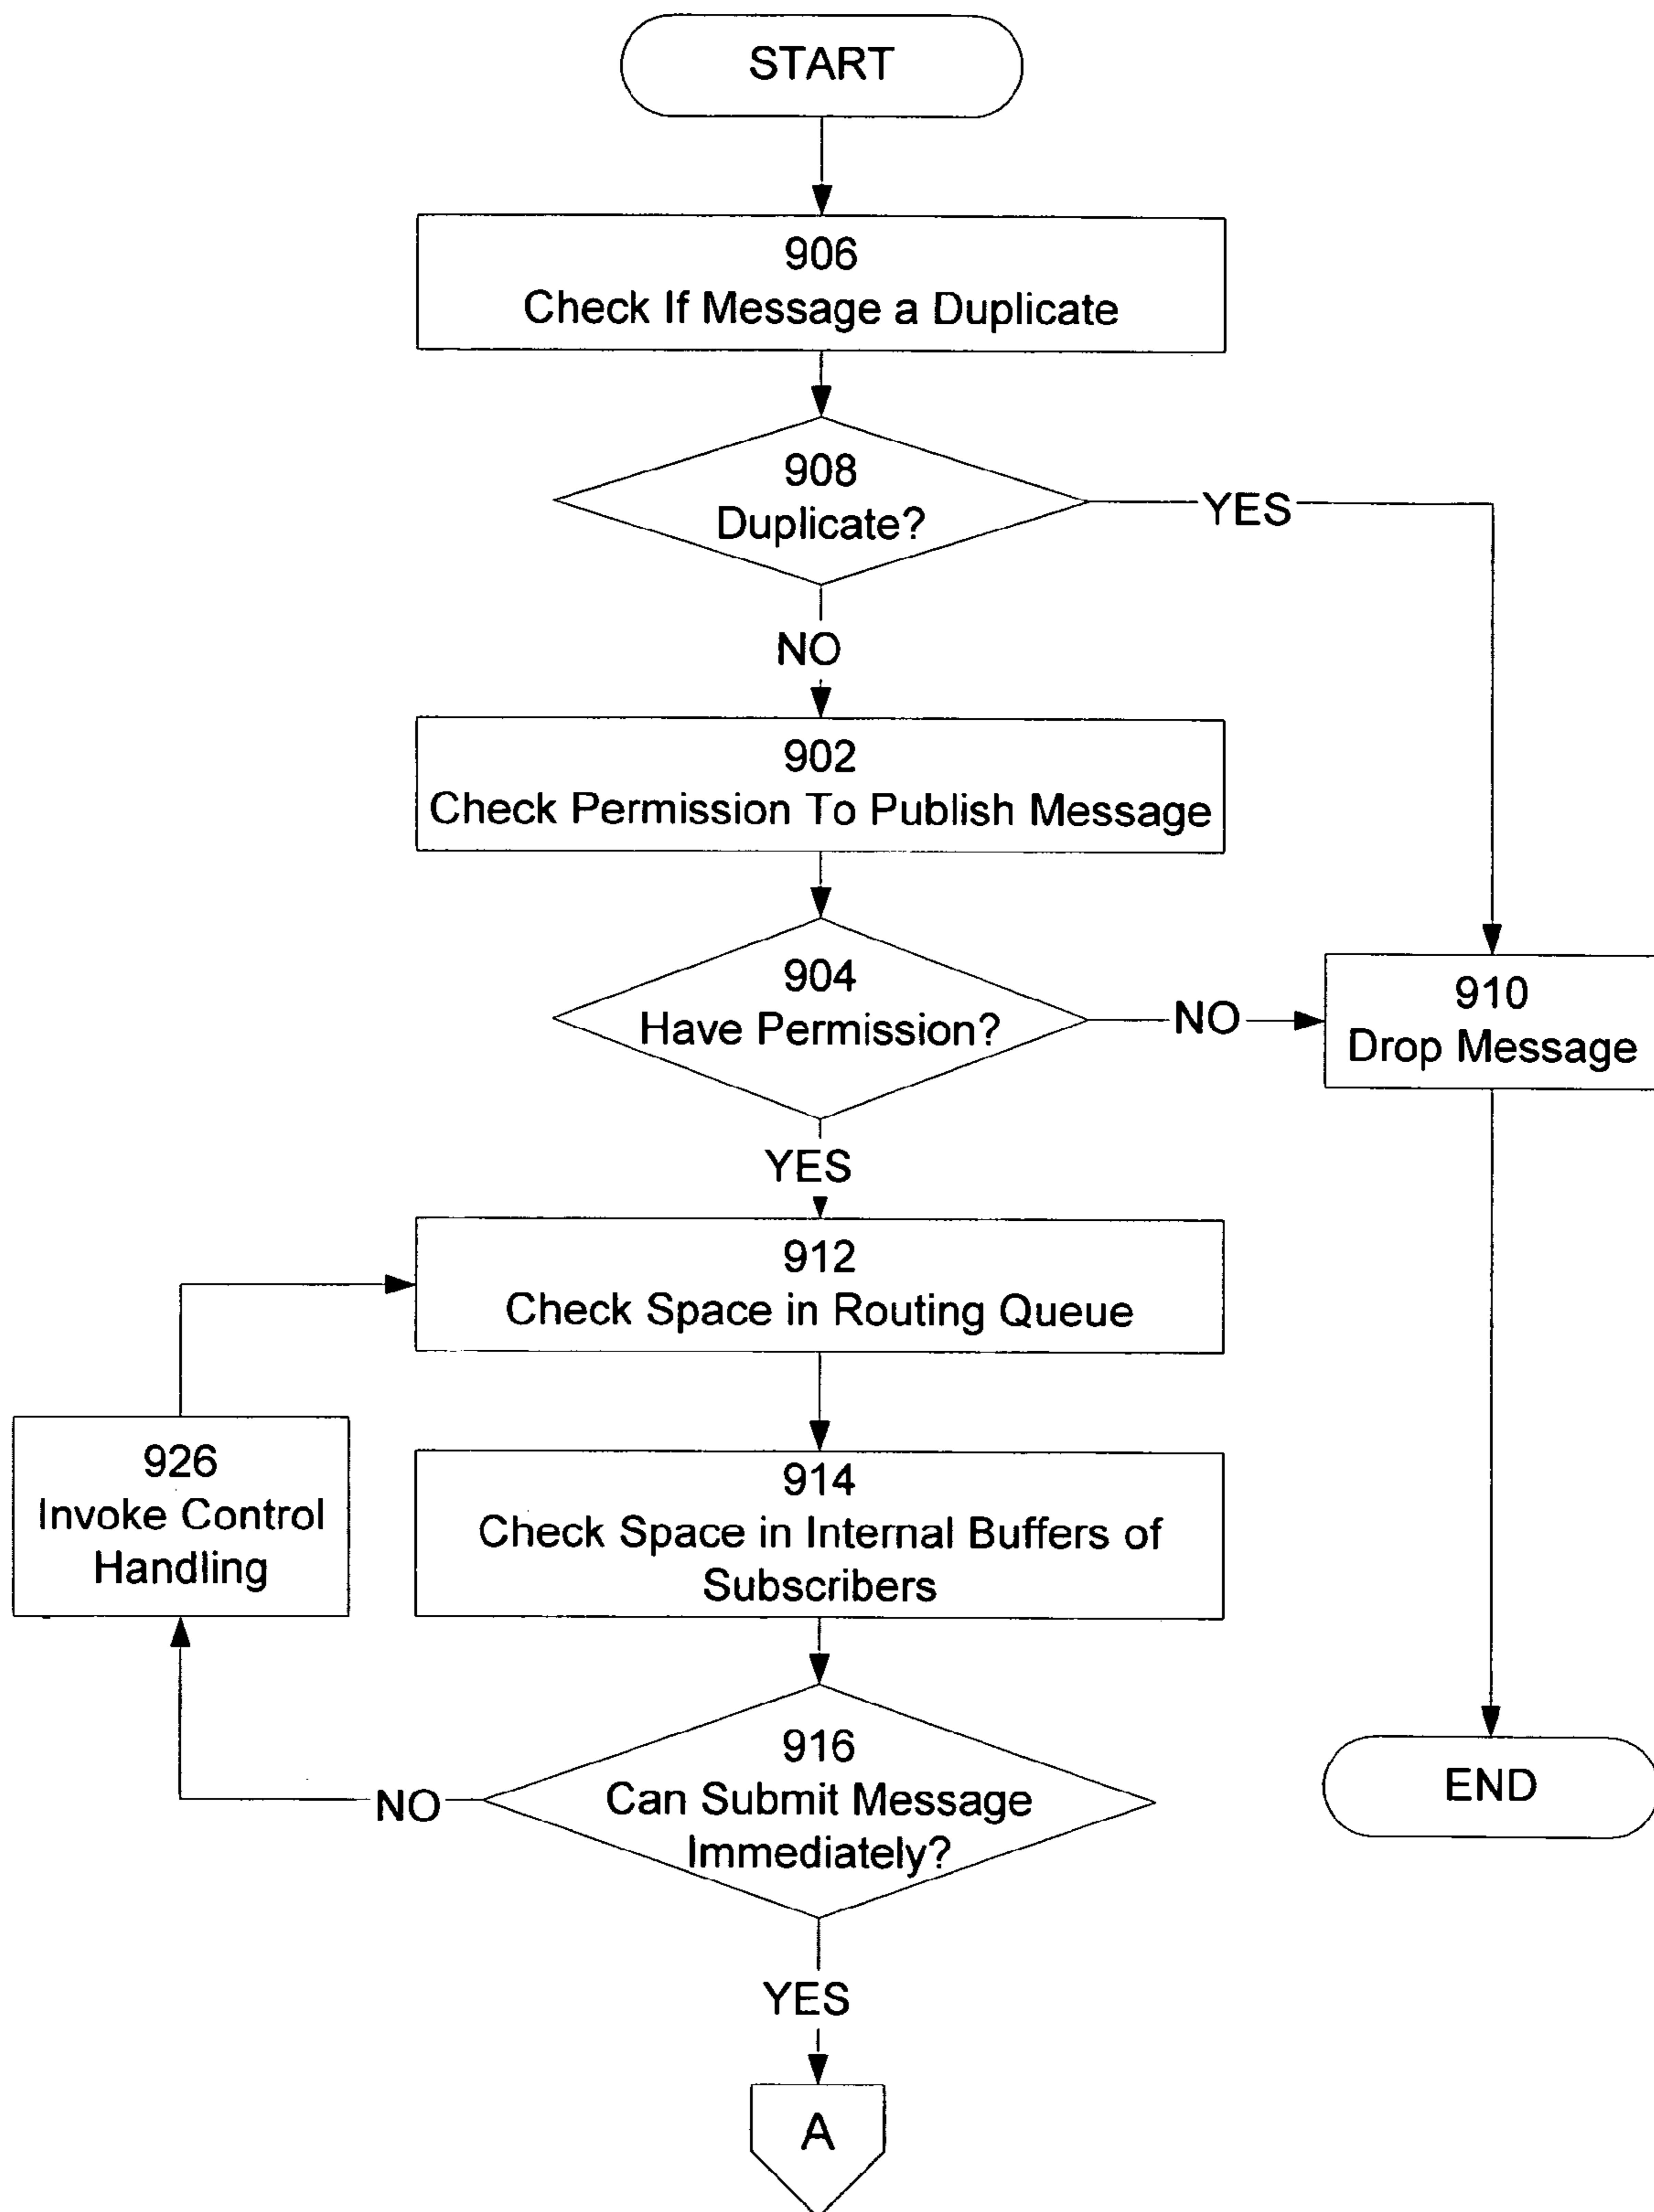 START
906
Check If Message a Duplicate
908
Duplicate?
YES
NO
902
Check Permission To Publish Message
904
Have Permission?
NO
910
Drop Message
YES
912
Check Space in Routing Queue
926
Invoke Control
Handling
914
Check Space in Internal Buffers of
Subscribers
916
Can Submit Message
Immediately?
NO
END
YES
A